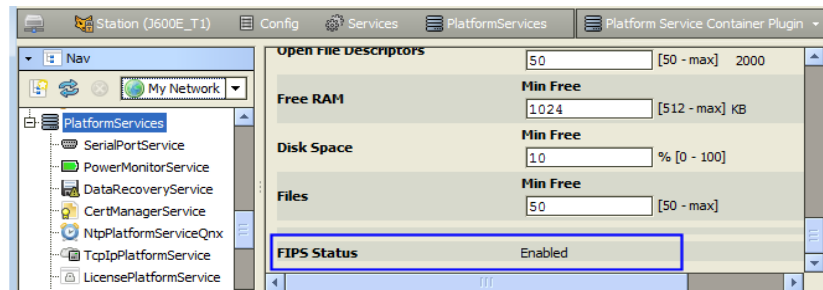 Station (J600E_T1) Config Services PlatformServices Platform Service Container Plugin
Nav
My Network
PlatformServices
SerialPortService
PowerMonitorService
DataRecoveryService
CertManagerService
NtpPlatformServiceQnx
TcpIpPlatformService
LicensePlatformService
Open File Descriptors 50 [50 - max] 2000
Min Free
Free RAM 1024 [512 - max] KB
Min Free
Disk Space 10 % [0 - 100]
Min Free
Files 50 [50 - max]
FIPS Status Enabled